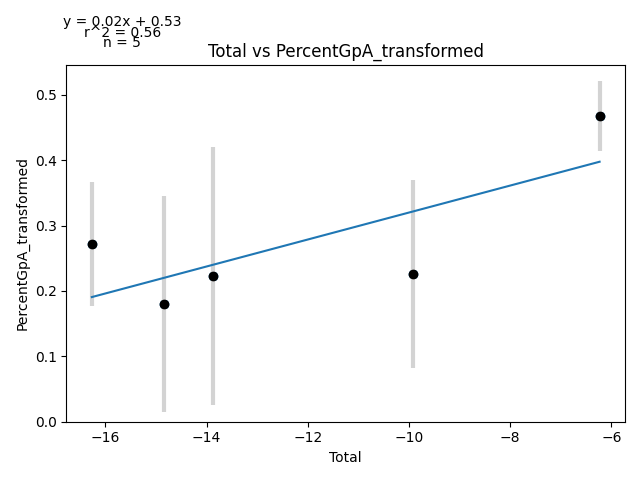 y = 0.02x + 0.53
r^2 = 0.56
n = 5
Total vs PercentGpA_transformed
PercentGpA_transformed
0.5
0.4
0.3
0.2
0.1
0.0
−16
−14
−12
−10
−8
−6
Total